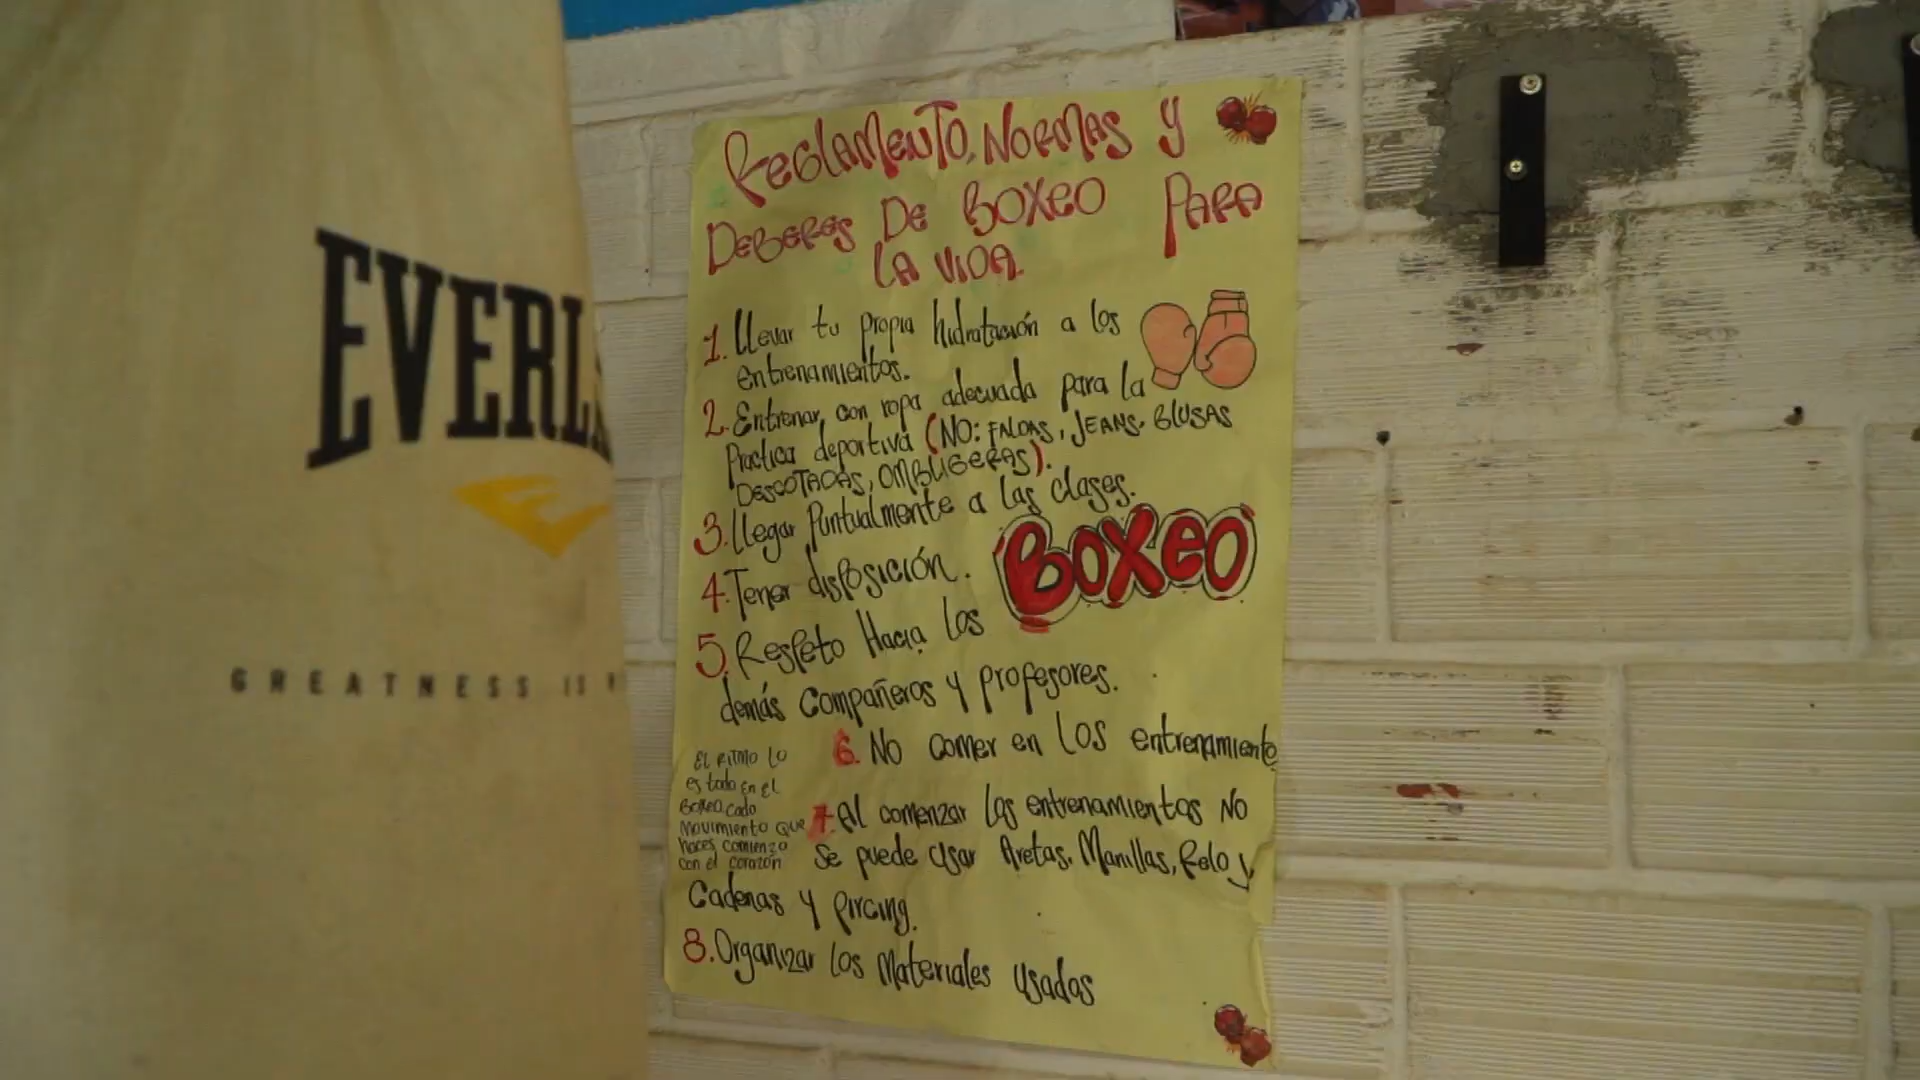 EVERL
GREATNESS IS
REGLAMENTO, NORMAS Y
DEBERES DE BOXEO PARA
LA VIDA.
1. Llevar tu propia hidratación a los
entrenamientos.
2. Entrenar con ropa adecuada para la
Practica deportiva (NO: FALDAS, JEANS, BLUSAS
DESCOTADAS, OMBLIGERAS).
3. Llegar Puntualmente a las clases.
4. Tener disposición.
BOXEO
5. Respeto Hacia los
demás compañeros y profesores.
6. No comer en los entrenamiento
7. Al comenzar los entrenamientos NO
se puede usar Aretas, Manillas, Reloj,
Cadenas y pircing.
8. Organizar los Materiales usados
EL RITMO LO
es todo en el
Boxeo, cada
movimiento que
haces comienza
con el corazón